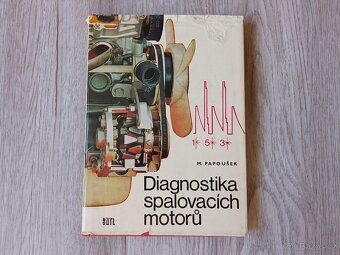 1* 5* 3*
M. PAPOUŠEK
Diagnostika
spalovacích
motorů
SNTL